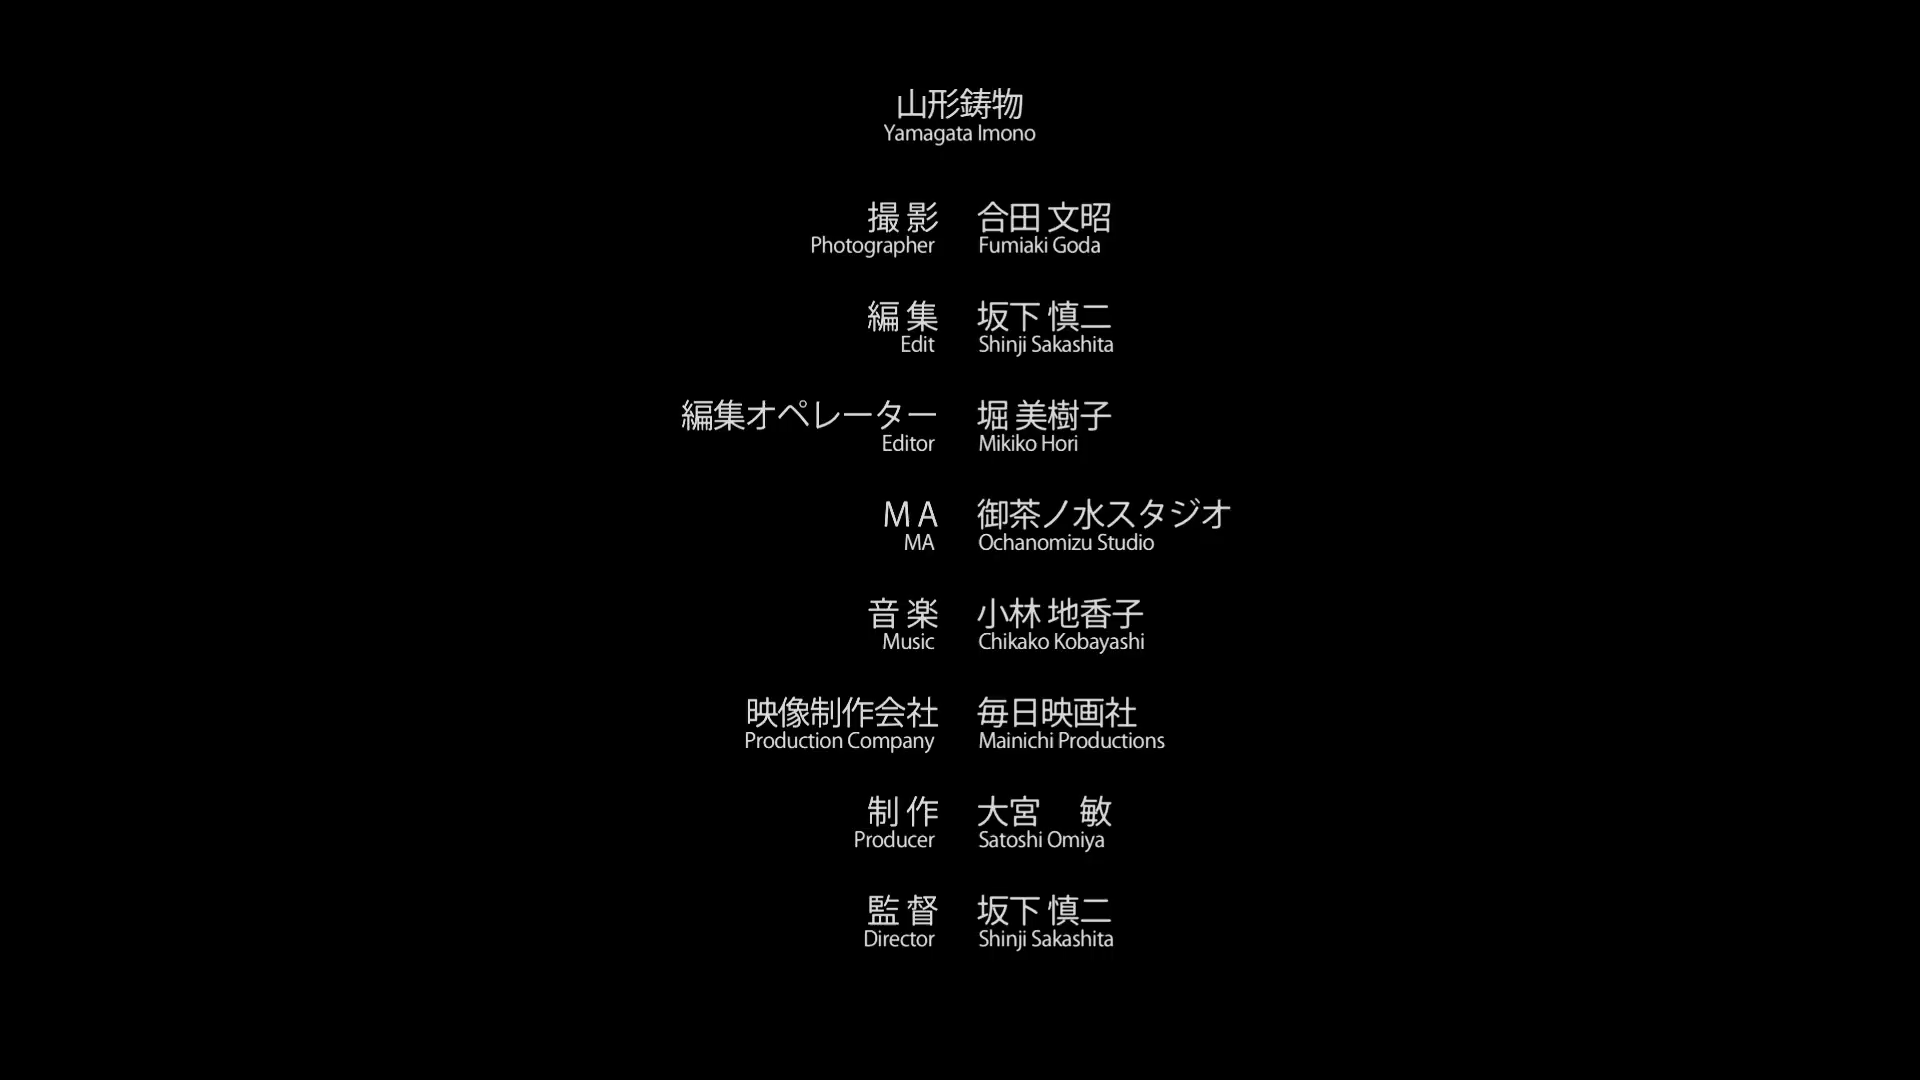 山形鋳物
Yamagata Imono
撮 影 合田 文昭
Photographer Fumiaki Goda
編 集 坂下 慎二
Edit Shinji Sakashita
編集オペレーター 堀 美樹子
Editor Mikiko Hori
M A 御茶ノ水スタジオ
MA Ochanomizu Studio
音 楽 小林 地香子
Music Chikako Kobayashi
映像制作会社 毎日映画社
Production Company Mainichi Productions
制 作 大宮 敏
Producer Satoshi Omiya
監 督 坂下 慎二
Director Shinji Sakashita